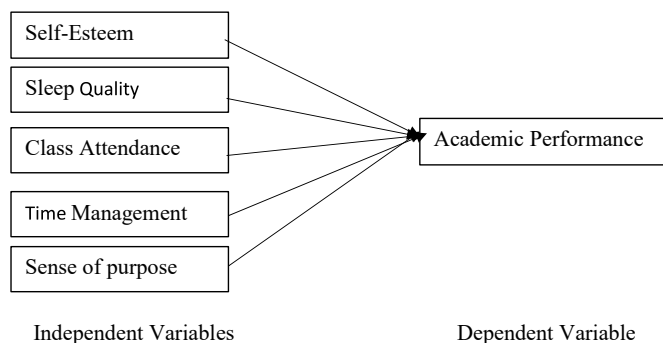 Self-Esteem
Sleep Quality
Class Attendance
Academic Performance
Time Management
Sense of purpose
Independent Variables
Dependent Variable